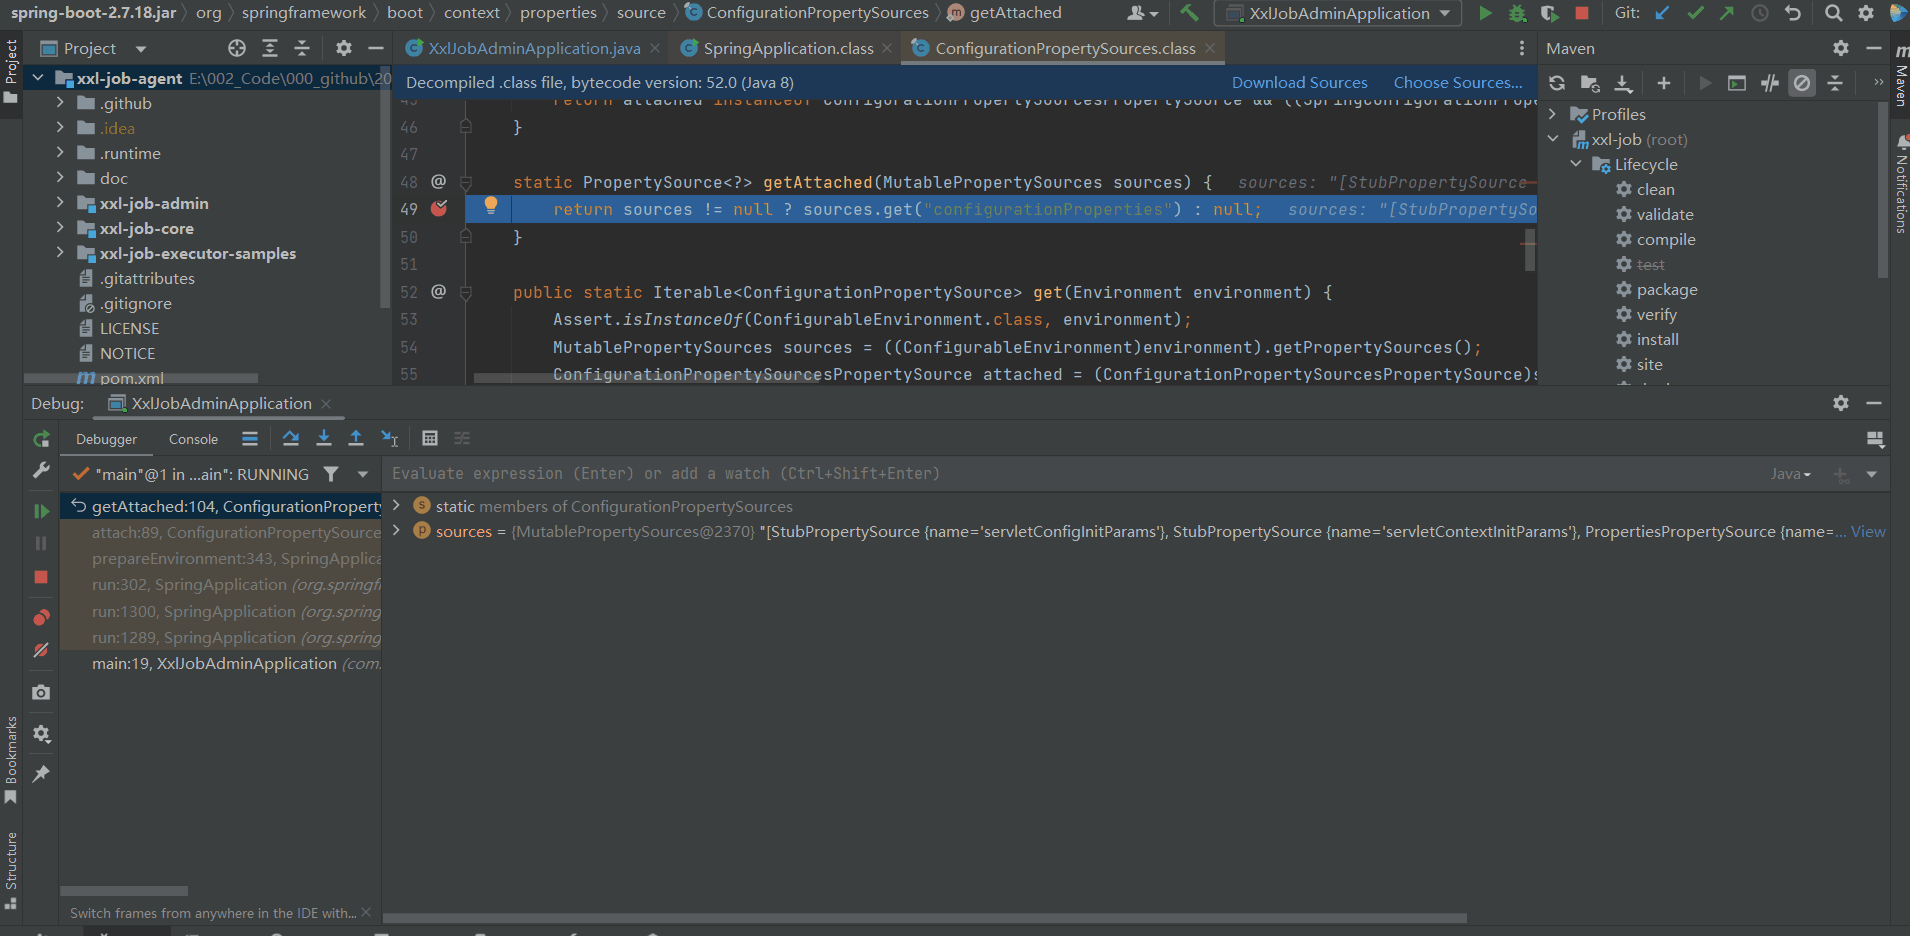 spring-boot-2.7.18.jar 〉 org 〉 springframework 〉 boot 〉 context 〉 properties 〉 source 〉 ConfigurationPropertySources 〉 getAttached
XxlJobAdminApplication
Git:
Project
XxlJobAdminApplication.java
SpringApplication.class
ConfigurationPropertySources.class
Maven
Project
xxl-job-agent E:\002_Code\000_github\20
.github
.idea
.runtime
doc
xxl-job-admin
xxl-job-core
xxl-job-executor-samples
.gitattributes
.gitignore
LICENSE
NOTICE
pom.xml
Decompiled .class file, bytecode version: 52.0 (Java 8)
Download Sources
Choose Sources...
return attached instanceof ConfigurationPropertySourcesPropertySource && ((SpringConfigurationPrope
46 }
47
48 @ static PropertySource<?> getAttached(MutablePropertySources sources) { sources: "[StubPropertySource
49 return sources != null ? sources.get("configurationProperties") : null; sources: "[StubPropertySo
50 }
51
52 @ public static Iterable<ConfigurationPropertySource> get(Environment environment) {
53 Assert.isInstanceOf(ConfigurableEnvironment.class, environment);
54 MutablePropertySources sources = ((ConfigurableEnvironment)environment).getPropertySources();
55 ConfigurationPropertySourcesPropertySource attached = (ConfigurationPropertySourcesPropertySource)s
Profiles
xxl-job (root)
Lifecycle
clean
validate
compile
test
package
verify
install
site
m Maven
Notifications
Debug: XxlJobAdminApplication
Debugger
Console
"main"@1 in ...ain": RUNNING
Evaluate expression (Enter) or add a watch (Ctrl+Shift+Enter)
Java
getAttached:104, ConfigurationProperty
attach:89, ConfigurationPropertySource
prepareEnvironment:343, SpringApplica
run:302, SpringApplication (org.springfr
run:1300, SpringApplication (org.spring
run:1289, SpringApplication (org.spring
main:19, XxlJobAdminApplication (com.
static members of ConfigurationPropertySources
sources = {MutablePropertySources@2370} "[StubPropertySource {name='servletConfigInitParams'}, StubPropertySource {name='servletContextInitParams'}, PropertiesPropertySource {name=... View
Bookmarks
Structure
Switch frames from anywhere in the IDE with...